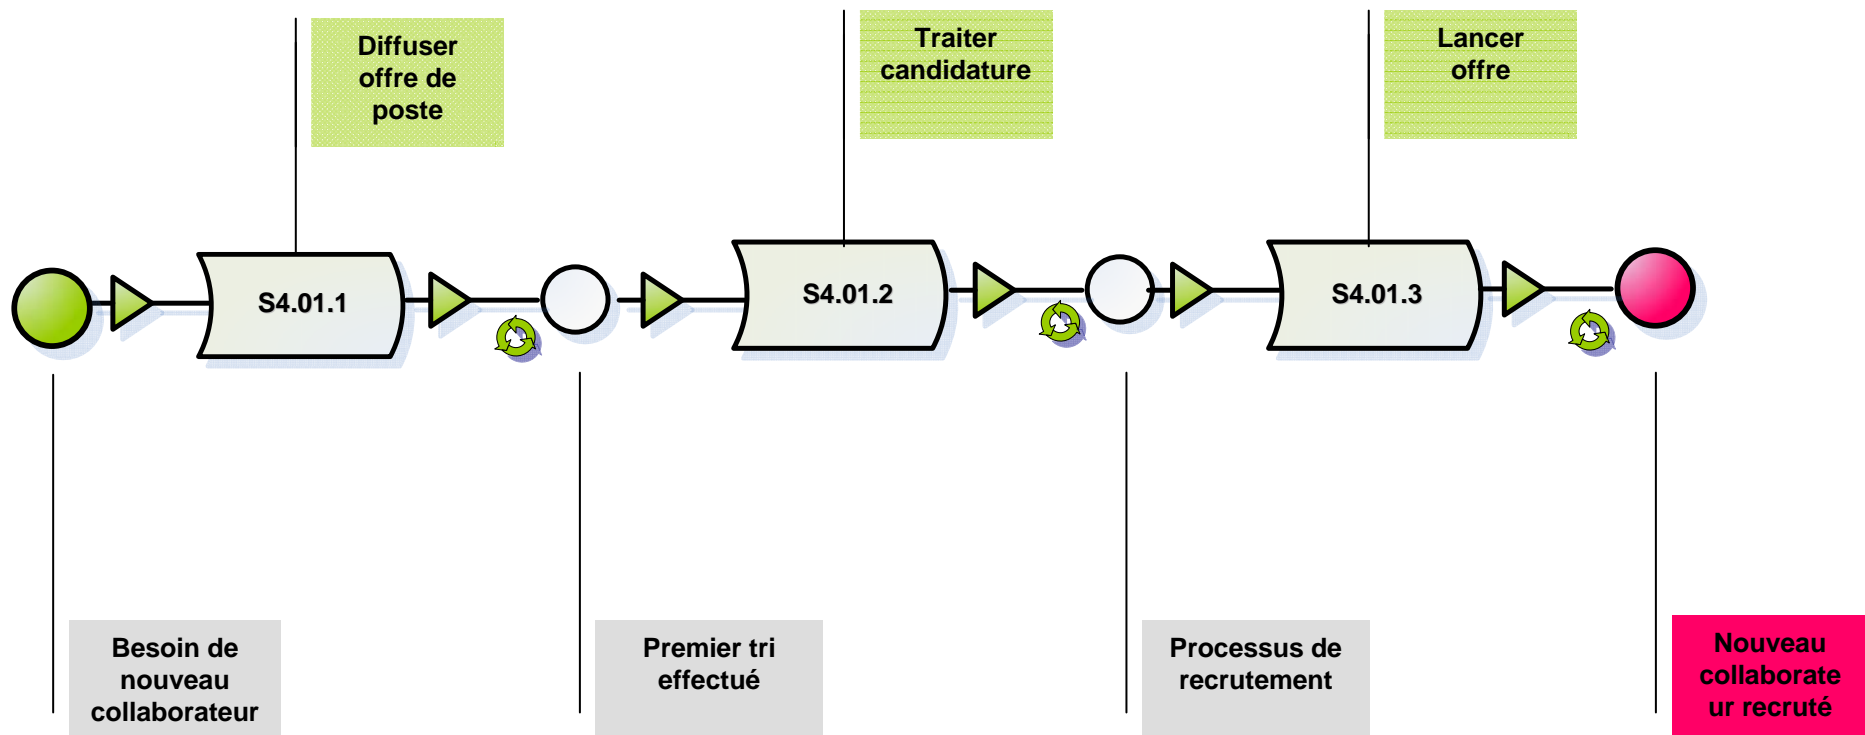 Diffuser
offre de
poste
Traiter
candidature
Lancer
offre
S4.01.1
S4.01.2
S4.01.3
Besoin de
nouveau
collaborateur
Premier tri
effectué
Processus de
recrutement
Nouveau
collaborate
ur recruté